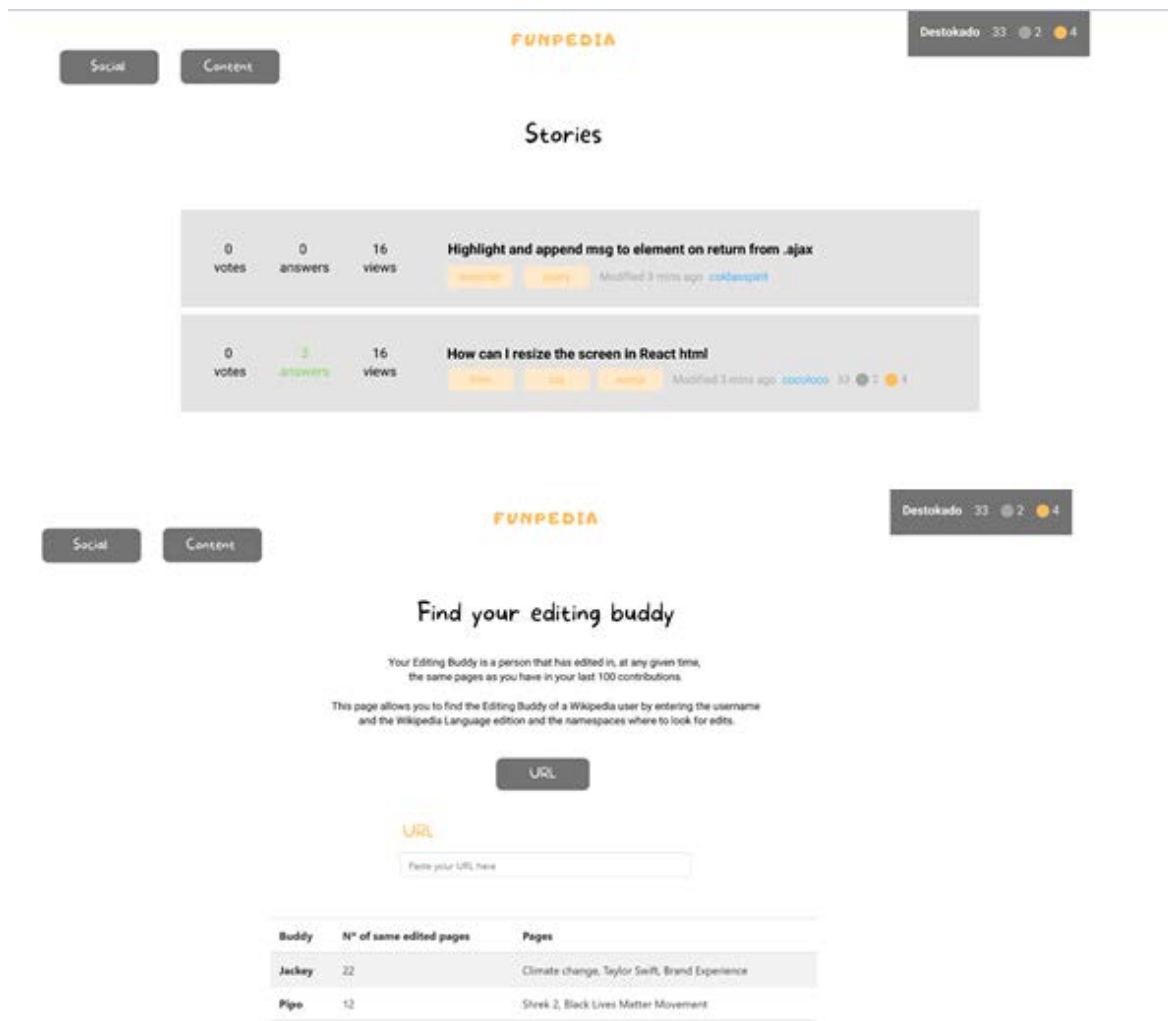 FUNPEDIA
Destokado 33 2 4
Social Content
Stories
0 0 16
votes answers views
Highlight and append msg to element on return from .ajax
Modified 3 mins ago
0 16
votes answers views
How can I resize the screen in React html
Modified 3 mins ago cocoloco 33 2 4
FUNPEDIA
Destokado 33 2 4
Social Content
Find your editing buddy
Your Editing Buddy is a person that has edited in, at any given time,
the same pages as you have in your last 100 contributions.
This page allows you to find the Editing Buddy of a Wikipedia user by entering the username
and the Wikipedia Language edition and the namespaces where to look for edits.
URL
URL
Paste your URL here
Buddy N° of same edited pages Pages
Jackey 22 Climate change, Taylor Swift, Brand Experience
Pipo 12 Shrek 2, Black Lives Matter Movement